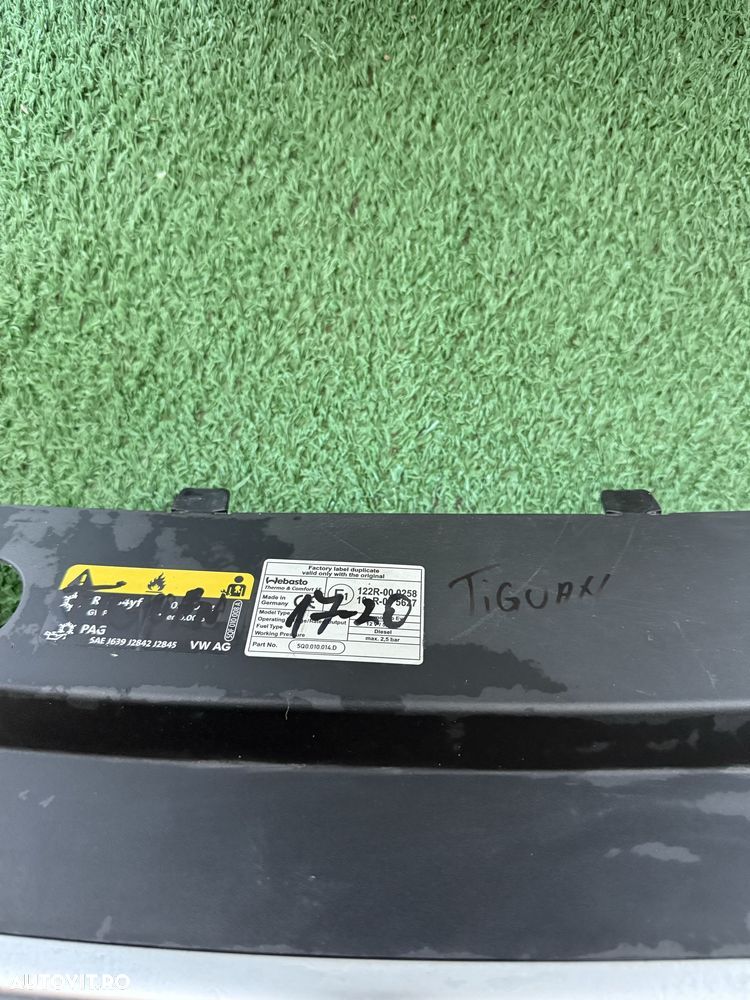 Factory label duplicate
valid only with the original
Webasto
Thermo & Comfort
Made in
Germany
122R-00 0258
TiGUAN
17-20
Model Type
Operating
Fuel Type
Diesel
Working Pressure
max. 2,5 bar
Part No.
5Q0.010.014.D
PAG
SAE J639 J2842 J2845
VW AG
AUTOVIT.RO